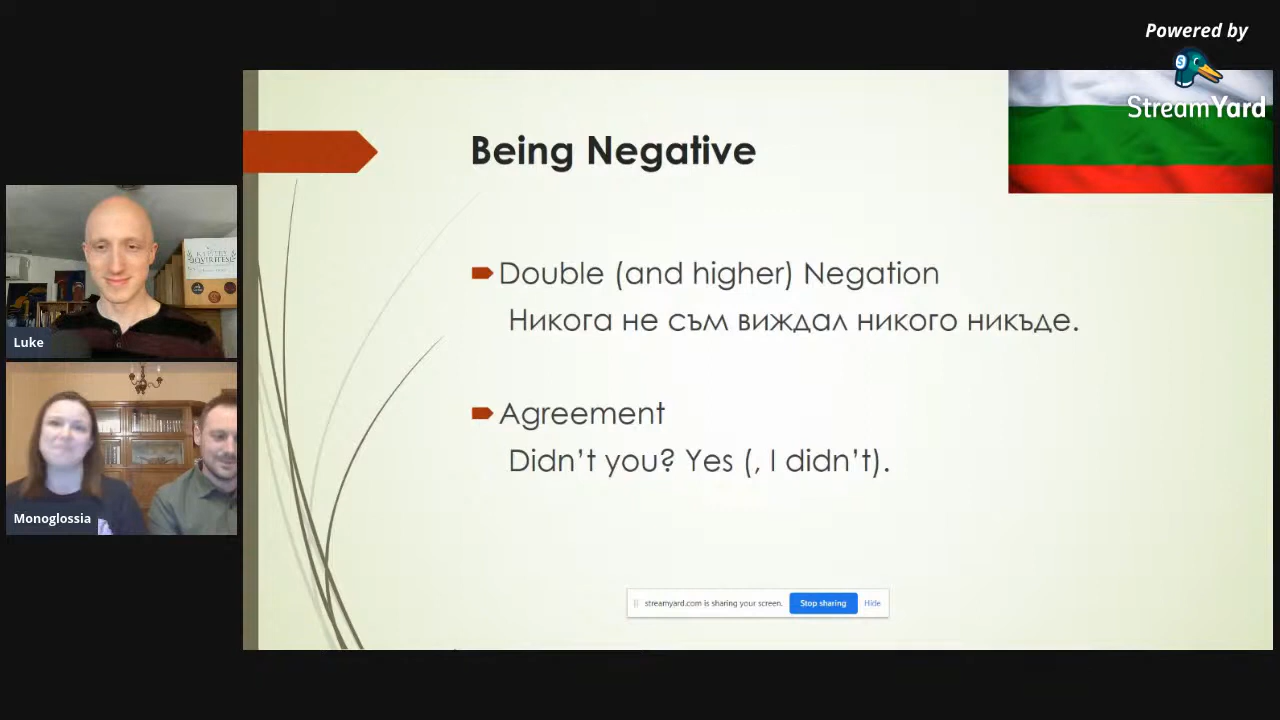 Powered by
StreamYard
Being Negative
Double (and higher) Negation
Никога не съм виждал никого никъде.
Agreement
Didn’t you? Yes (, I didn’t).
Luke
Monoglossia
streamyard.com is sharing your screen. Stop sharing Hide